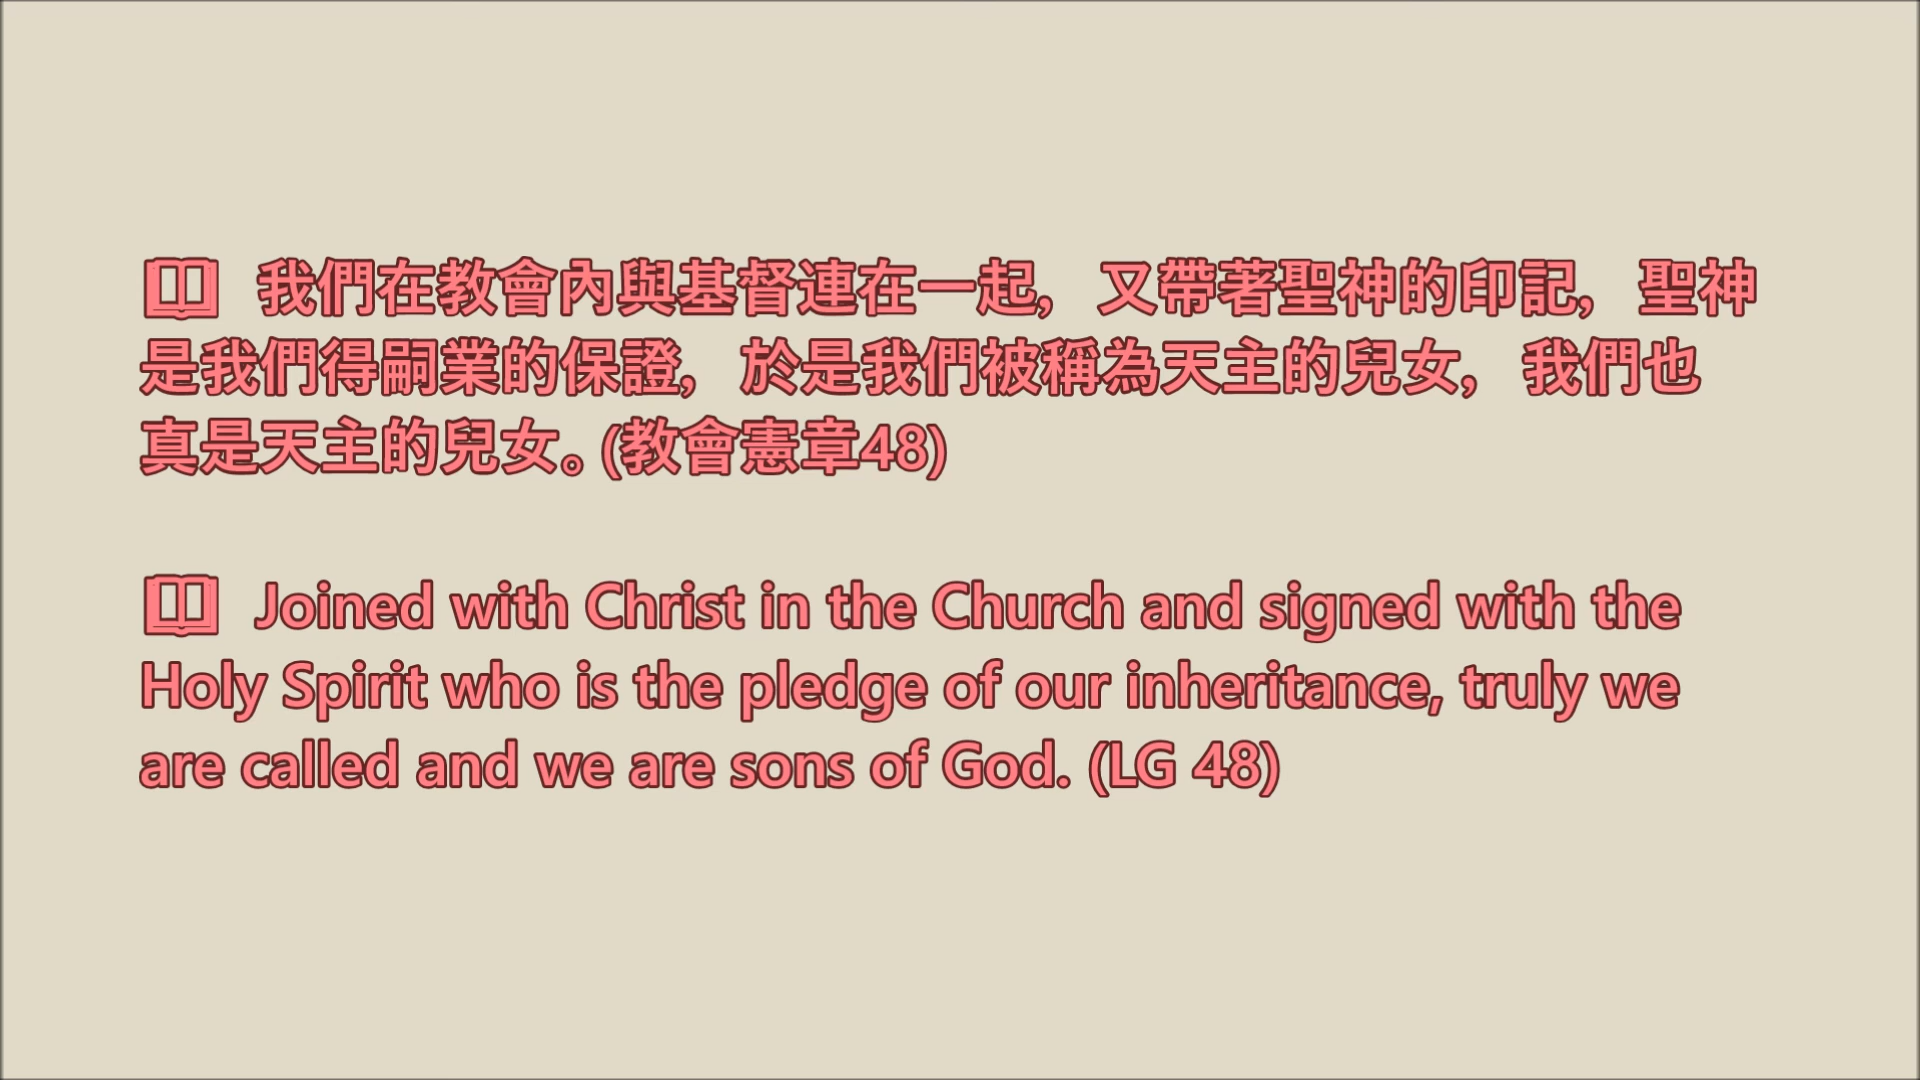 🕮 我們在教會內與基督連在一起，又帶著聖神的印記，聖神
是我們得嗣業的保證，於是我們被稱為天主的兒女，我們也
真是天主的兒女。(教會憲章48)
🕮 Joined with Christ in the Church and signed with the
Holy Spirit who is the pledge of our inheritance, truly we
are called and we are sons of God. (LG 48)